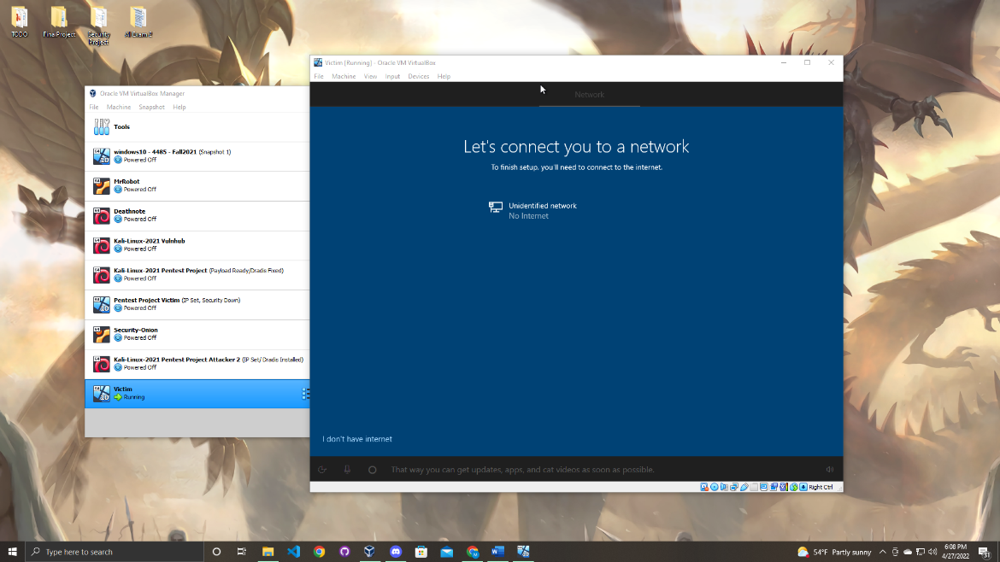 TODO
Final Project
Security
Project
AI Exam 2
Oracle VM VirtualBox Manager
File Machine Snapshot Help
Tools
windows10 - 4485 - Fall2021 (Snapshot 1)
Powered Off
MrRobot
Powered Off
Deathnote
Powered Off
Kali-Linux-2021 Vulnhub
Powered Off
Kali-Linux-2021 Pentest Project (Payload Ready/Dradis Fixed)
Powered Off
Pentest Project Victim (IP Set, Security Down)
Powered Off
Security-Onion
Powered Off
Kali-Linux-2021 Pentest Project Attacker 2 (IP Set/ Dradis Installed)
Powered Off
Victim
Running
Victim [Running] - Oracle VM VirtualBox
File Machine View Input Devices Help
Network
Let's connect you to a network
To finish setup, you'll need to connect to the internet.
Unidentified network
No Internet
I don't have internet
That way you can get updates, apps, and cat videos as soon as possible.
Right Ctrl
Type here to search
54°F Partly sunny
6:08 PM
4/27/2022